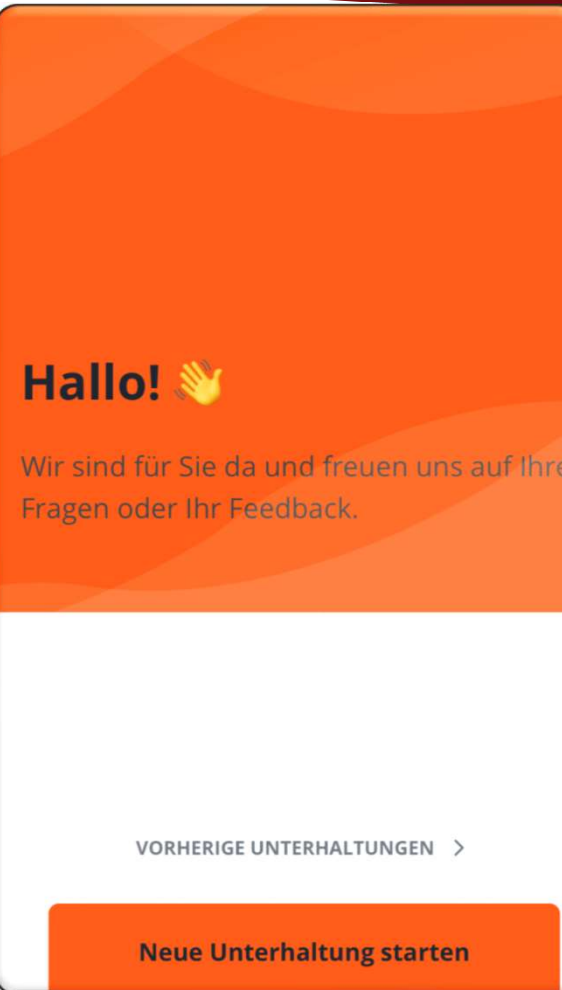 Hallo! 👋
Wir sind für Sie da und freuen uns auf Ihre
Fragen oder Ihr Feedback.
VORHERIGE UNTERHALTUNGEN
Neue Unterhaltung starten